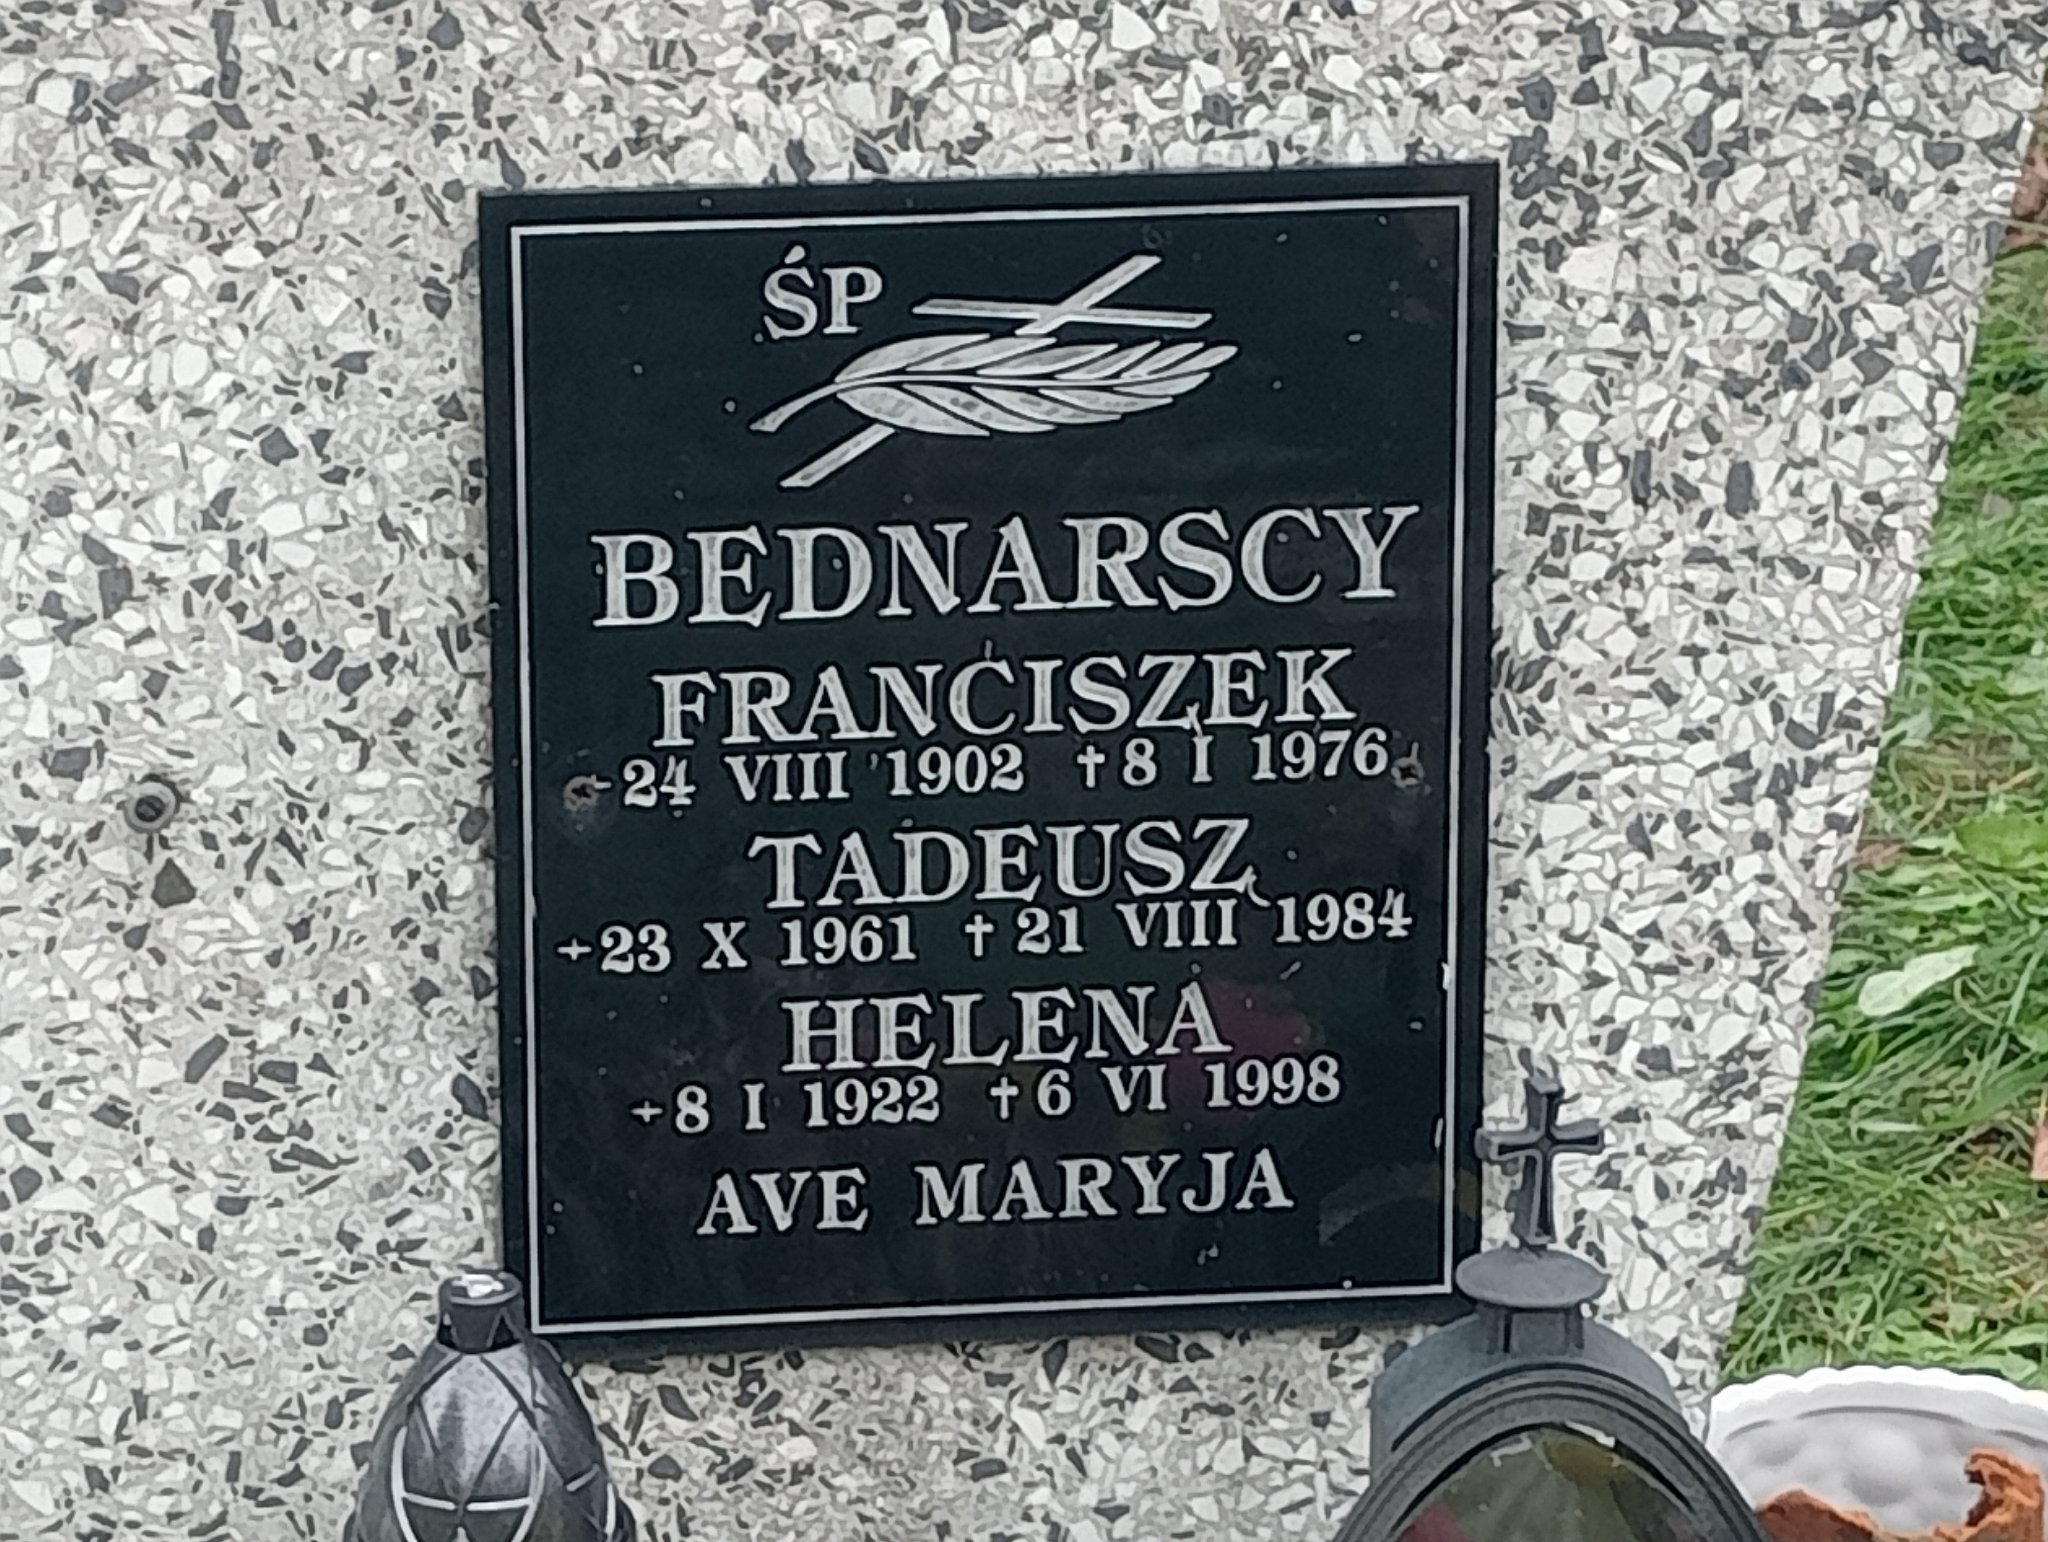 ŚP
BEDNARSCY
FRANCISZEK
24 VIII 1902 † 8 I 1976
TADEUSZ
23 X 1961 † 21 VIII 1984
HELENA
8 I 1922 † 6 VI 1998
AVE MARYJA